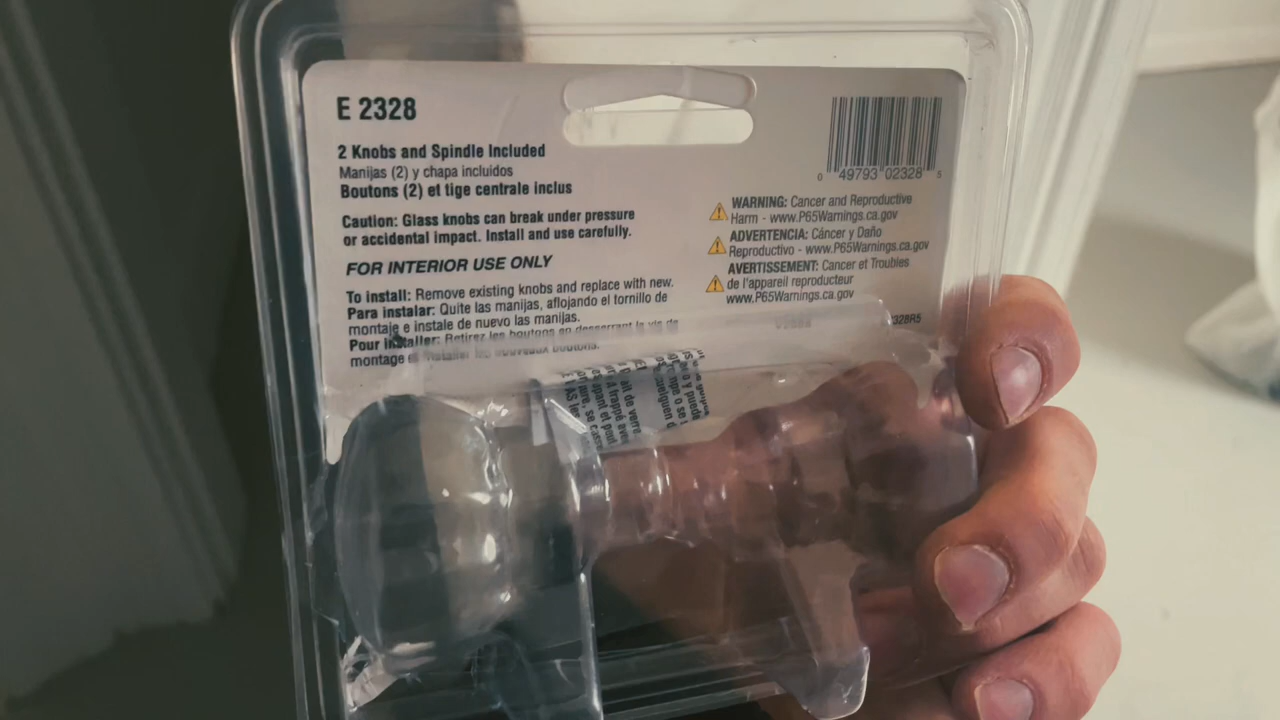 E 2328
2 Knobs and Spindle Included
Manijas (2) y chapa incluidos
Boutons (2) et tige centrale inclus
Caution: Glass knobs can break under pressure
or accidental impact. Install and use carefully.
FOR INTERIOR USE ONLY
To install: Remove existing knobs and replace with new.
Para instalar: Quite las manijas, aflojando el tornillo de
montaje e instale de nuevo las manijas.
Pour installer: Retirez les boutons en desserrant la vis de
montage
boutons.
0 49793 02328 5
WARNING: Cancer and Reproductive
Harm - www.P65Warnings.ca.gov
ADVERTENCIA: Cáncer y Daño
Reproductivo - www.P65Warnings.ca.gov
AVERTISSEMENT: Cancer et Troubles
de l'appareil reproducteur
www.P65Warnings.ca.gov
328R5